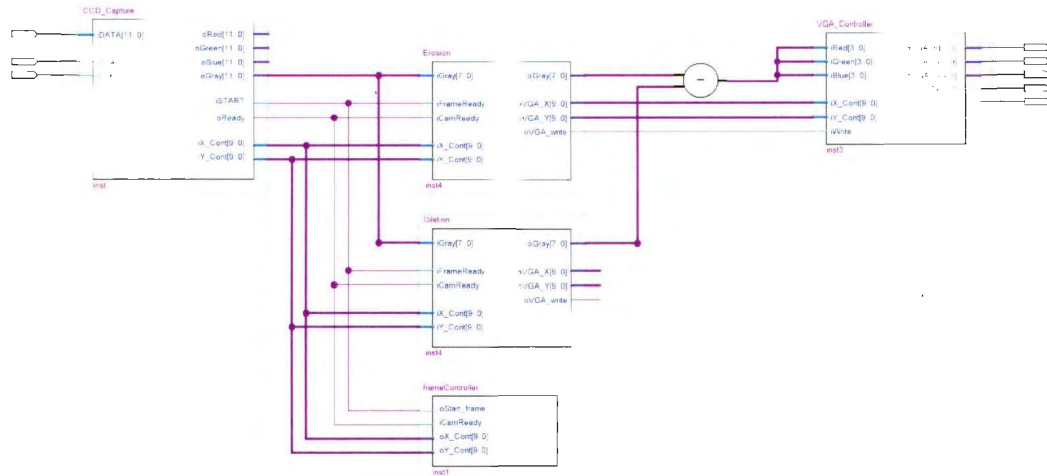 CCD_Capture
iDATA[11..0]
oRed[11..0]
oGreen[11..0]
oBlue[11..0]
oGray[11..0]
iSTART
oReady
iX_Cont[9..0]
iY_Cont[9..0]
inst
Erosion
iGray[7..0]
oGray[7..0]
iFrameReady
iCamReady
oVGA_X[9..0]
oVGA_Y[9..0]
oVGA_write
iX_Cont[9..0]
iY_Cont[9..0]
inst4
−
VGA_Controller
iRed[3..0]
iGreen[3..0]
iBlue[3..0]
iX_Cont[9..0]
iY_Cont[9..0]
iWrite
inst3
Dilation
iGray[7..0]
oGray[7..0]
iFrameReady
iCamReady
oVGA_X[9..0]
oVGA_Y[9..0]
oVGA_write
iX_Cont[9..0]
iY_Cont[9..0]
inst4
frameController
oStart_frame
iCamReady
oX_Cont[9..0]
oY_Cont[9..0]
inst1